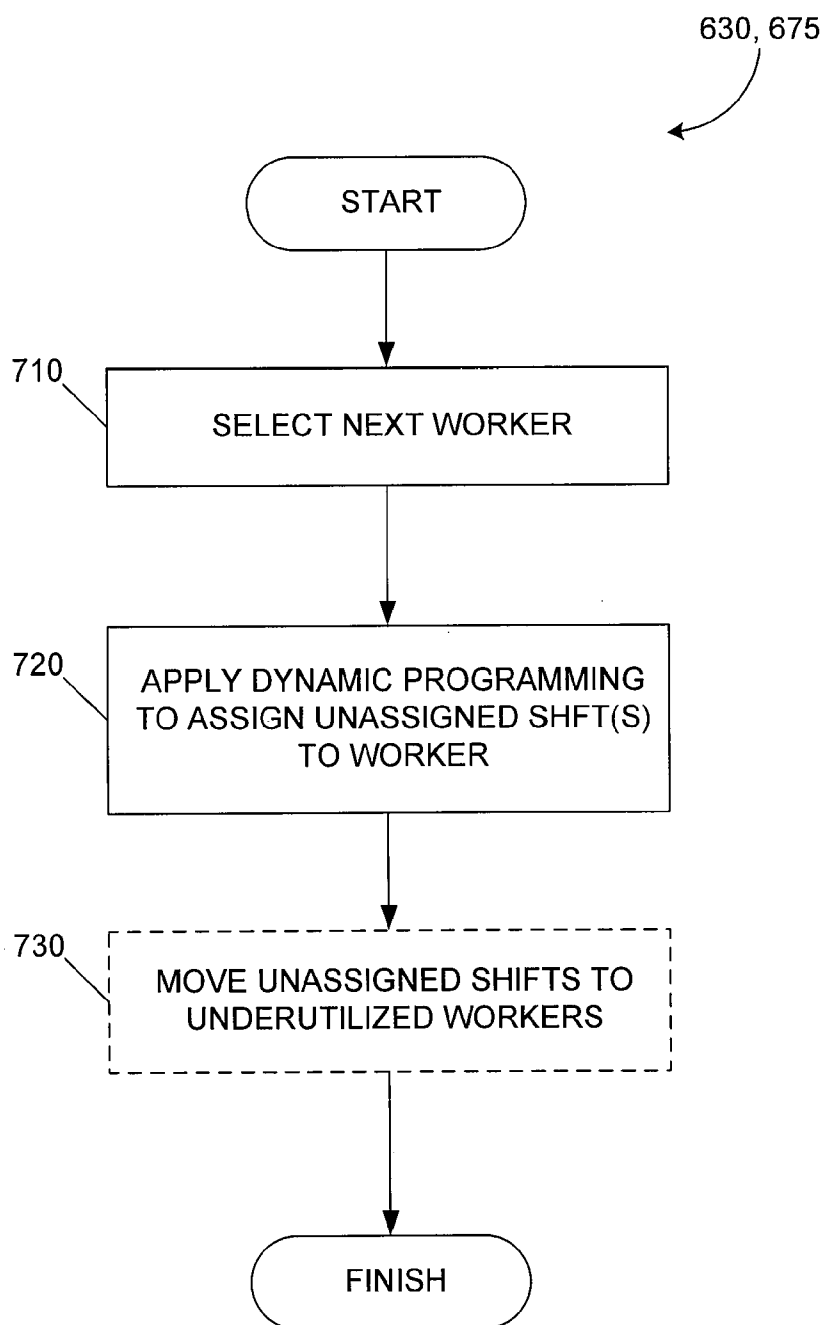 630, 675
START
710
SELECT NEXT WORKER
720
APPLY DYNAMIC PROGRAMMING
TO ASSIGN UNASSIGNED SHFT(S)
TO WORKER
730
MOVE UNASSIGNED SHIFTS TO
UNDERUTILIZED WORKERS
FINISH